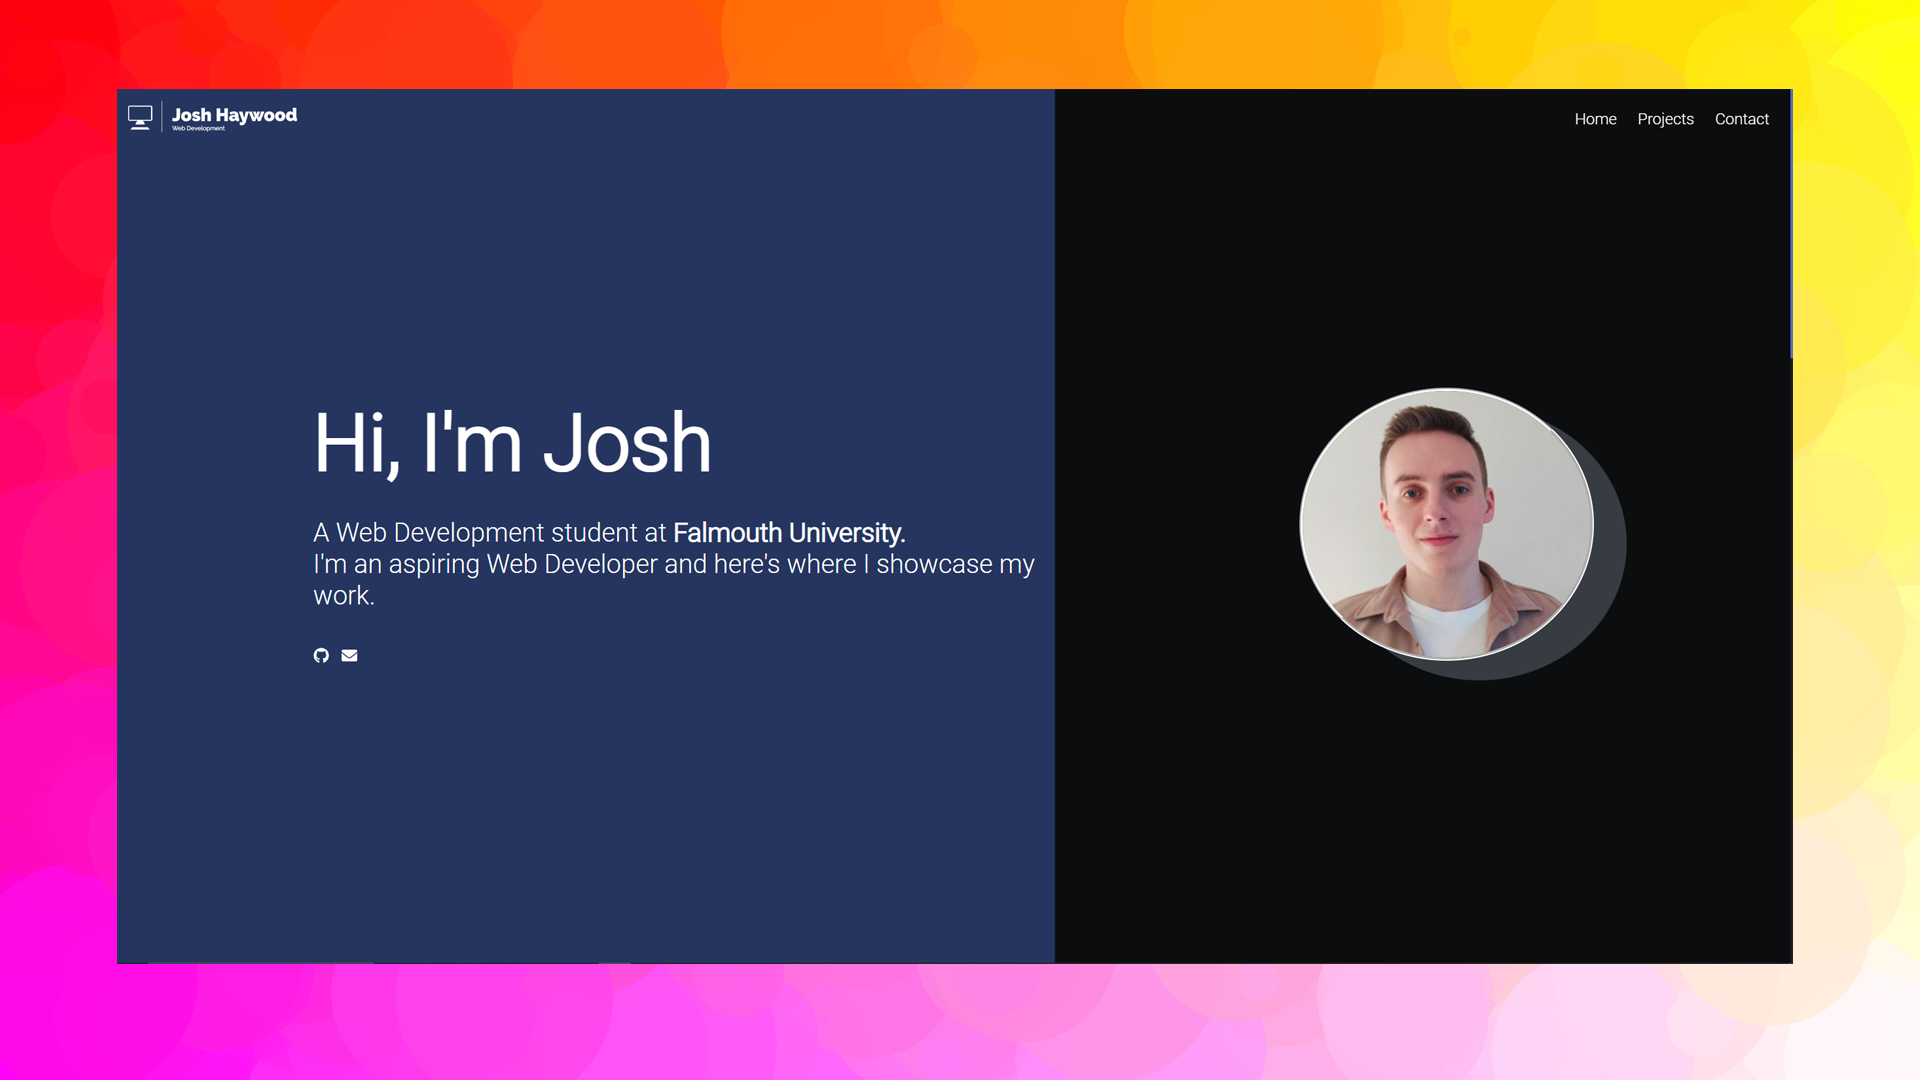 Josh Haywood
Web Development
Home Projects Contact
Hi, I'm Josh
A Web Development student at Falmouth University.
I'm an aspiring Web Developer and here's where I showcase my
work.